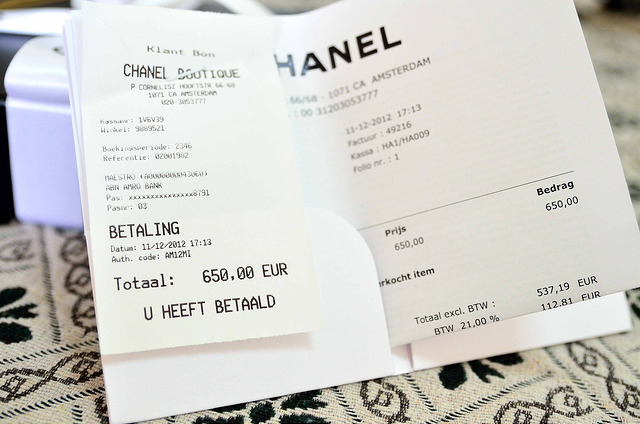 Klant Bon
CHANEL BOUTIQUE
P CORNELISZ HOOFTSTR 66-68
1071 CA AMSTERDAM
020-3053777
Kassanr: 1V6V39
Winkel: 9889521
Boekingsperiode: 2346
Referentie: 02001982
MAESTRO
ABN AMRO BANK
Pas: xxxxxxxxxxxxxxx8791
Pasnr: 03
BETALING
Datum: 11/12/2012 17:13
Auth. code: AM12MI
Totaal: 650,00 EUR
U HEEFT BETAALD
HANEL
66/68 - 1071 CA AMSTERDAM
: 00 31203053777
11-12-2012 17:13
Factuur : 49216
Kassa : HA1/HA009
Folio nr. : 1
Prijs Bedrag
650,00 650,00
rkocht item
Totaal excl. BTW : 537,19 EUR
BTW 21,00 % 112,81 EUR